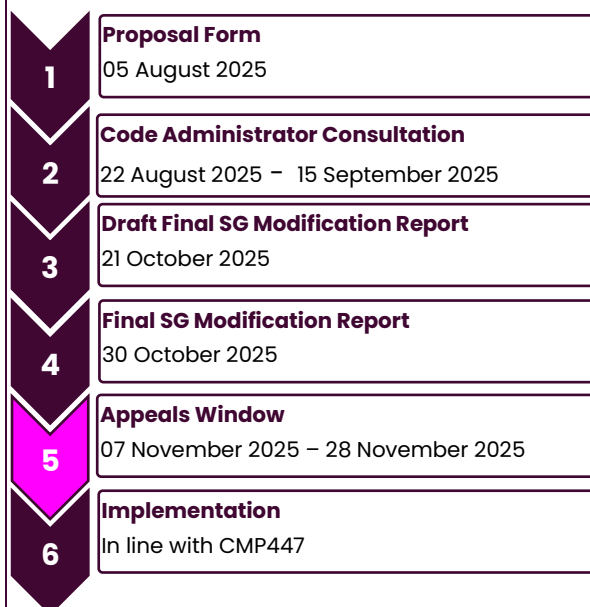 1
Proposal Form
05 August 2025
2
Code Administrator Consultation
22 August 2025 – 15 September 2025
3
Draft Final SG Modification Report
21 October 2025
4
Final SG Modification Report
30 October 2025
5
Appeals Window
07 November 2025 – 28 November 2025
6
Implementation
In line with CMP447